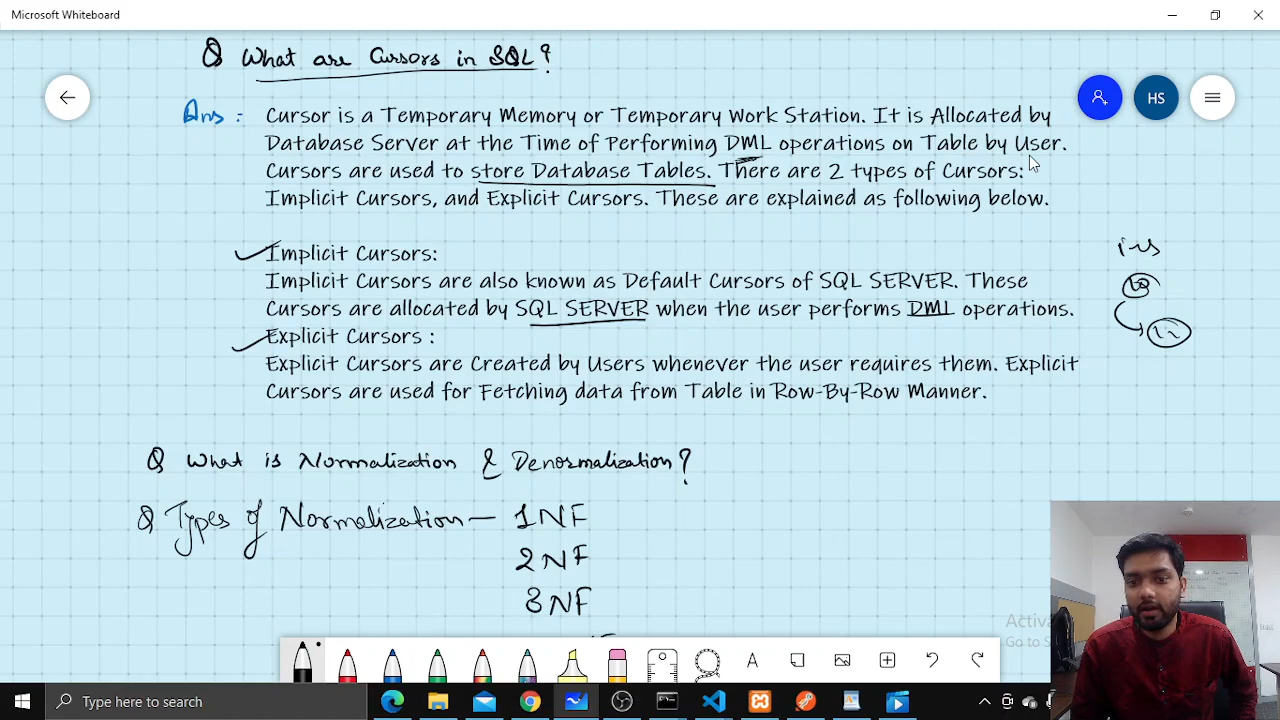 Microsoft Whiteboard
Q What are Cursors in SQL?
Ans :
Cursor is a Temporary Memory or Temporary Work Station. It is Allocated by
Database Server at the Time of Performing DML operations on Table by User.
Cursors are used to store Database Tables. There are 2 types of Cursors:
Implicit Cursors, and Explicit Cursors. These are explained as following below.
Implicit Cursors:
Implicit Cursors are also known as Default Cursors of SQL SERVER. These
Cursors are allocated by SQL SERVER when the user performs DML operations.
Explicit Cursors :
Explicit Cursors are Created by Users whenever the user requires them. Explicit
Cursors are used for Fetching data from Table in Row-By-Row Manner.
HS
Q What is Normalization & Denormalization?
Q Types of Normalization — 1NF
2NF
3NF
Activa
Go to S
A
Type here to search